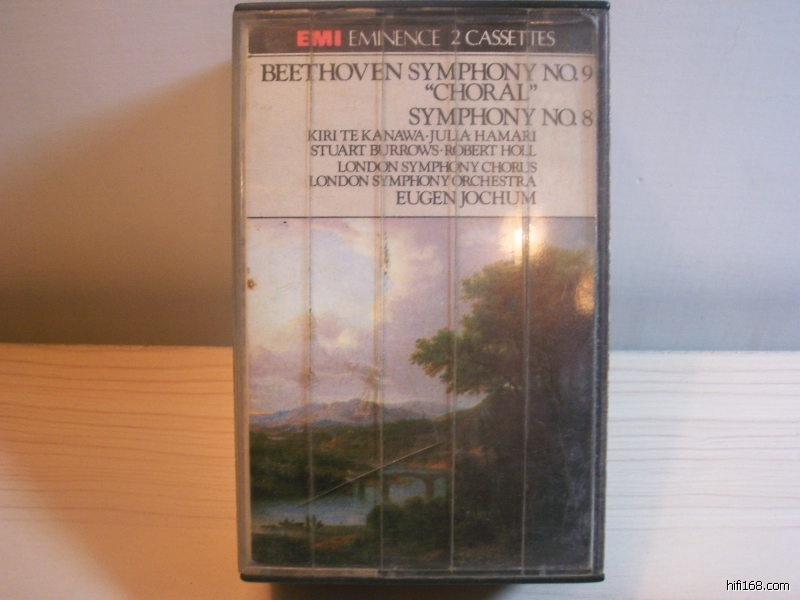 EMI EMINENCE 2 CASSETTES
BEETHOVEN SYMPHONY NO. 9
“CHORAL”
SYMPHONY NO. 8
KIRI TE KANAWA · JULIA HAMARI
STUART BURROWS · ROBERT HOLL
LONDON SYMPHONY CHORUS
LONDON SYMPHONY ORCHESTRA
EUGEN JOCHUM
hifi168.com